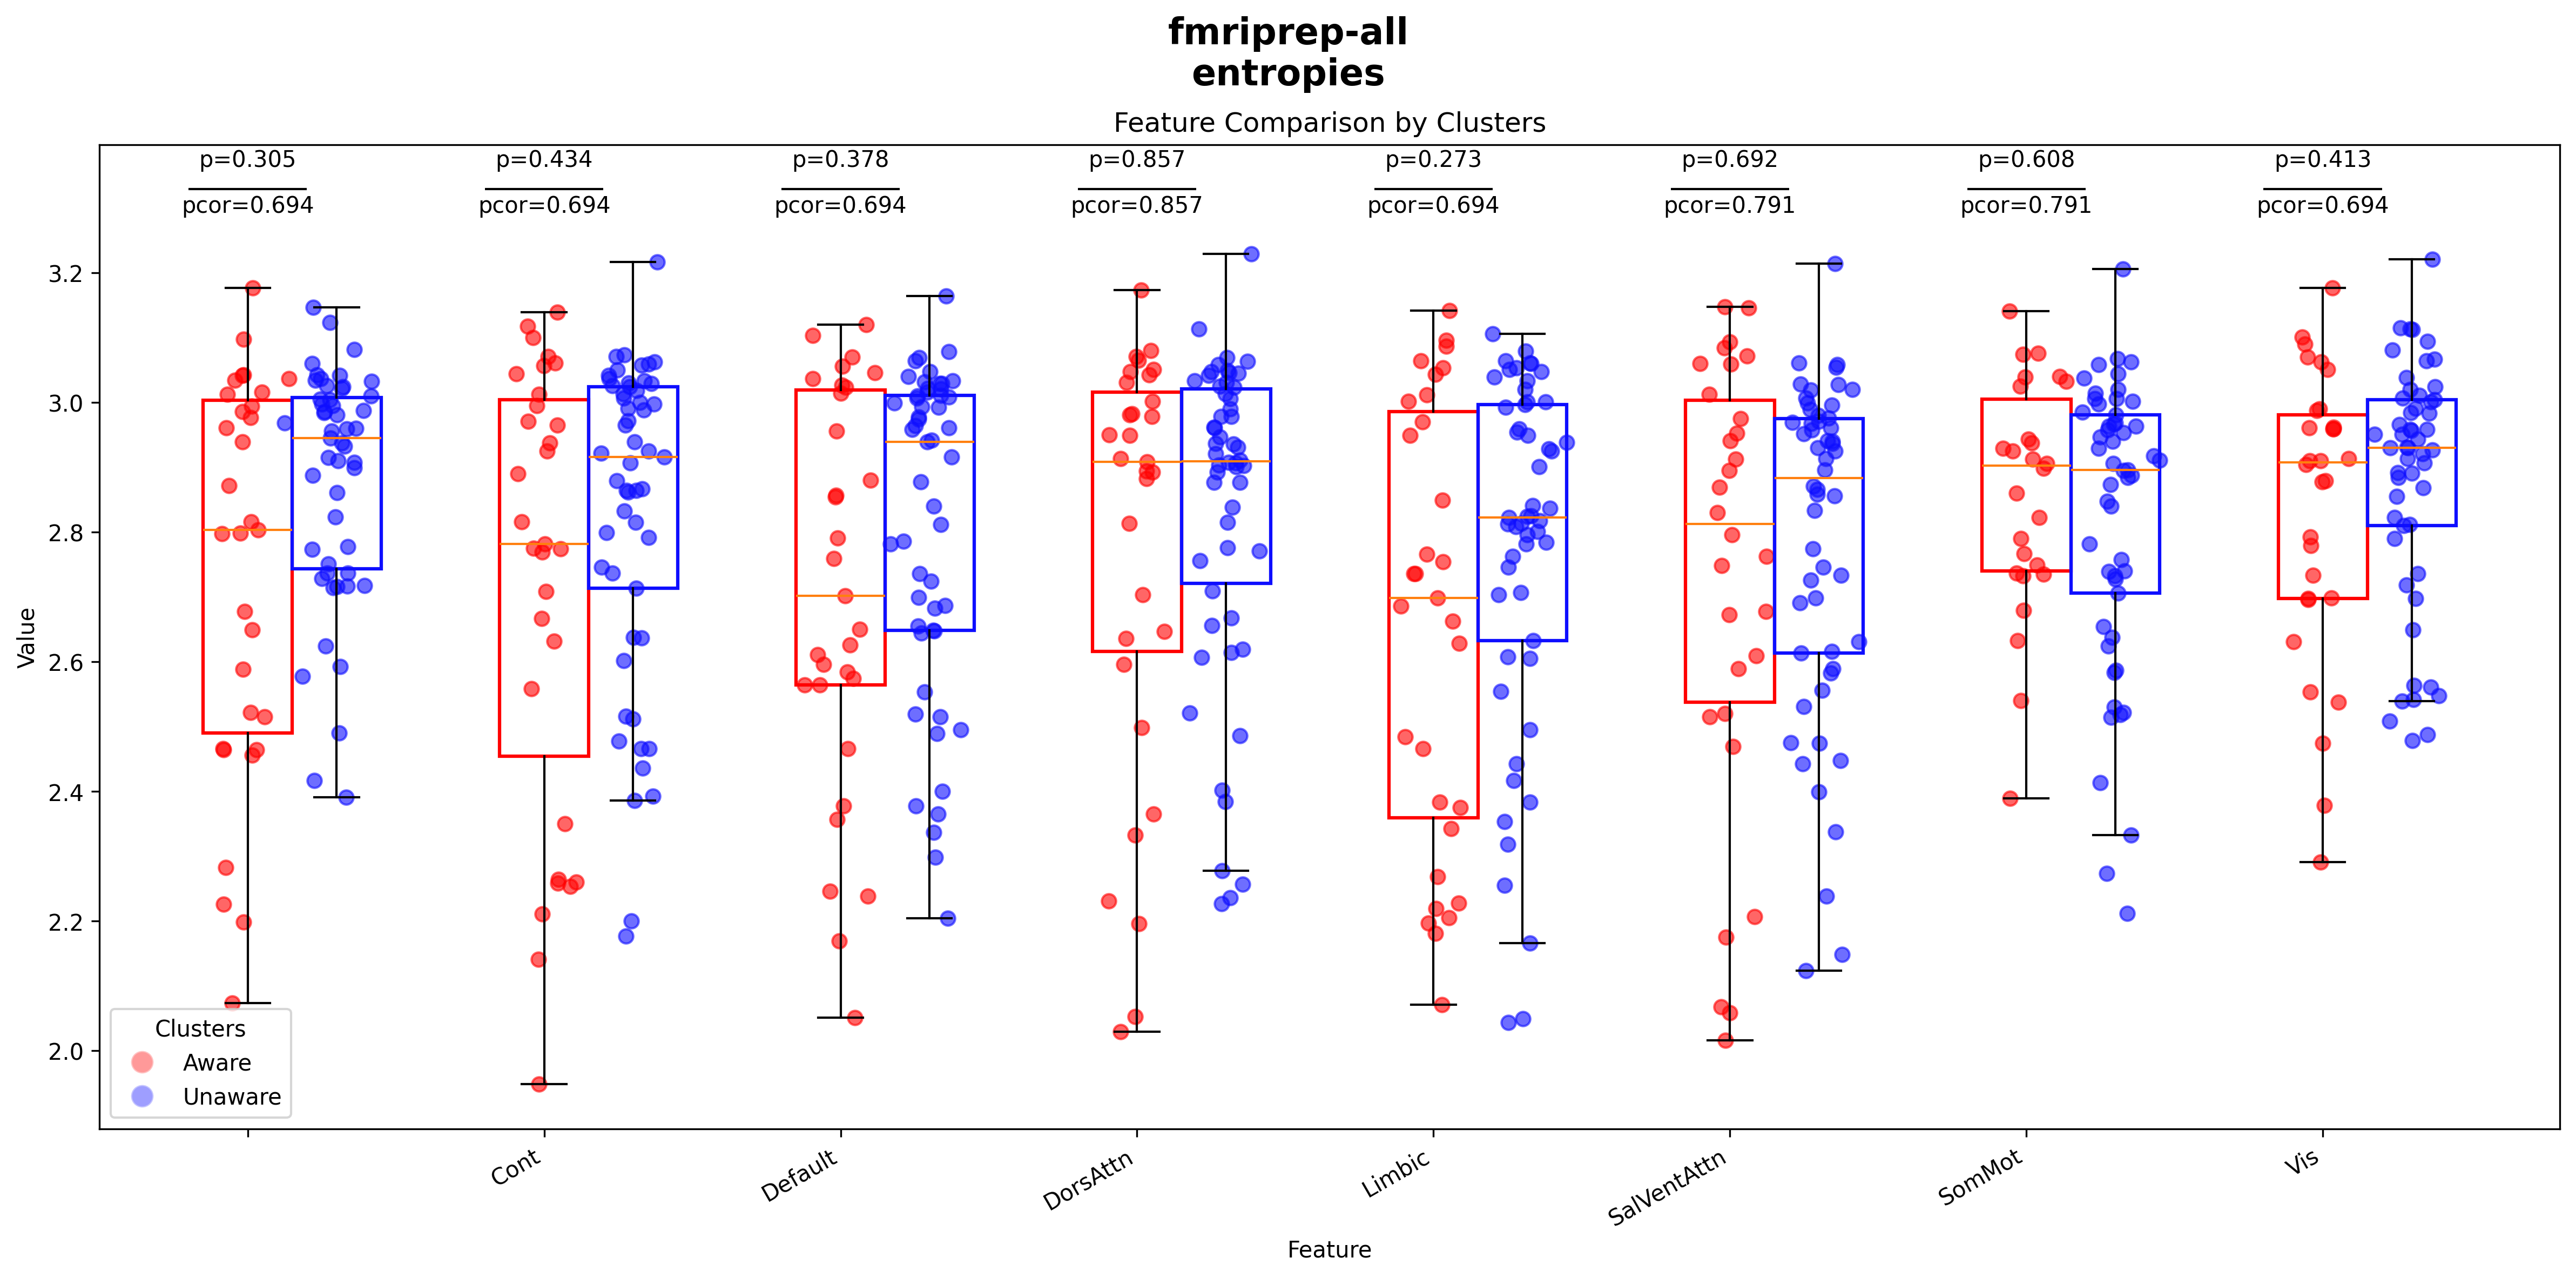 fmriprep-all
entropies
Feature Comparison by Clusters
p=0.305 p=0.434 p=0.378 p=0.857 p=0.273 p=0.692 p=0.608 p=0.413
pcor=0.694 pcor=0.694 pcor=0.694 pcor=0.857 pcor=0.694 pcor=0.791 pcor=0.791 pcor=0.694
3.2
3.0
2.8
2.6
2.4
2.2
2.0
Value
Clusters
Aware
Unaware
Cont Default DorsAttn Limbic SalVentAttn SomMot Vis
Feature